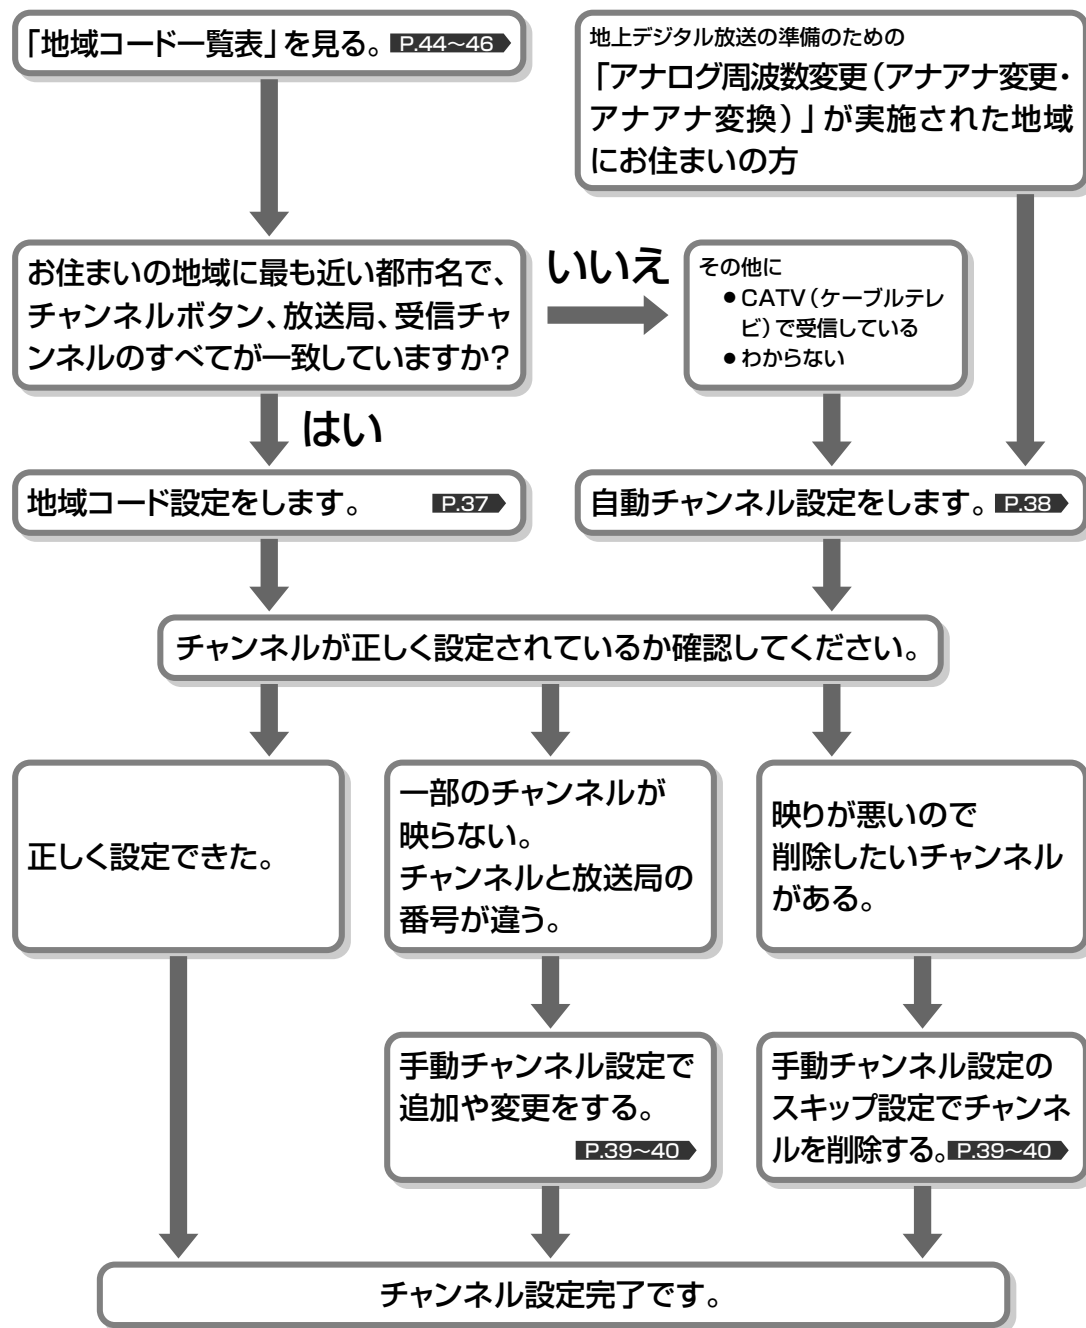 「地域コード一覧表」を見る。 P.44~46
地上デジタル放送の準備のための
「アナログ周波数変更(アナアナ変更・
アナアナ変換)」が実施された地域
にお住まいの方
お住まいの地域に最も近い都市名で、
チャンネルボタン、放送局、受信チャ
ンネルのすべてが一致していますか?
いいえ
その他に
●CATV(ケーブルテレ
ビ)で受信している
●わからない
はい
地域コード設定をします。 P.37
自動チャンネル設定をします。 P.38
チャンネルが正しく設定されているか確認してください。
正しく設定できた。
一部のチャンネルが
映らない。
チャンネルと放送局の
番号が違う。
映りが悪いので
削除したいチャンネル
がある。
手動チャンネル設定で
追加や変更をする。
P.39~40
手動チャンネル設定の
スキップ設定でチャンネ
ルを削除する。 P.39~40
チャンネル設定完了です。